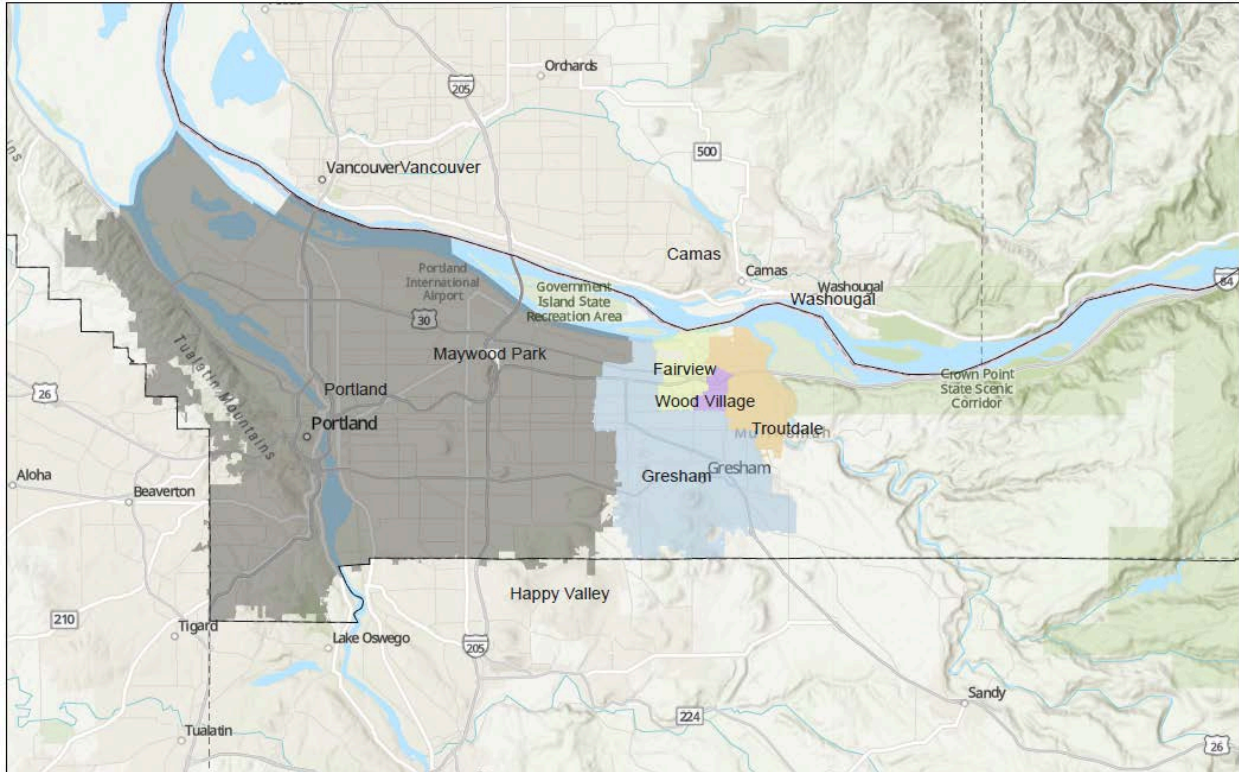 Orchards
205
500
VancouverVancouver
Camas
Camas
Washougal
Washougal
84
Portland
International
Airport
Government
Island State
Recreation Area
30
Maywood Park
Fairview
Crown Point
State Scenic
Corridor
Wood Village
Troutdale
Tualatin Mountains
26
Portland
Portland
Gresham
Gresham
Aloha
Beaverton
Happy Valley
210
Tigard
Lake Oswego
205
Sandy
224
Tualatin
26